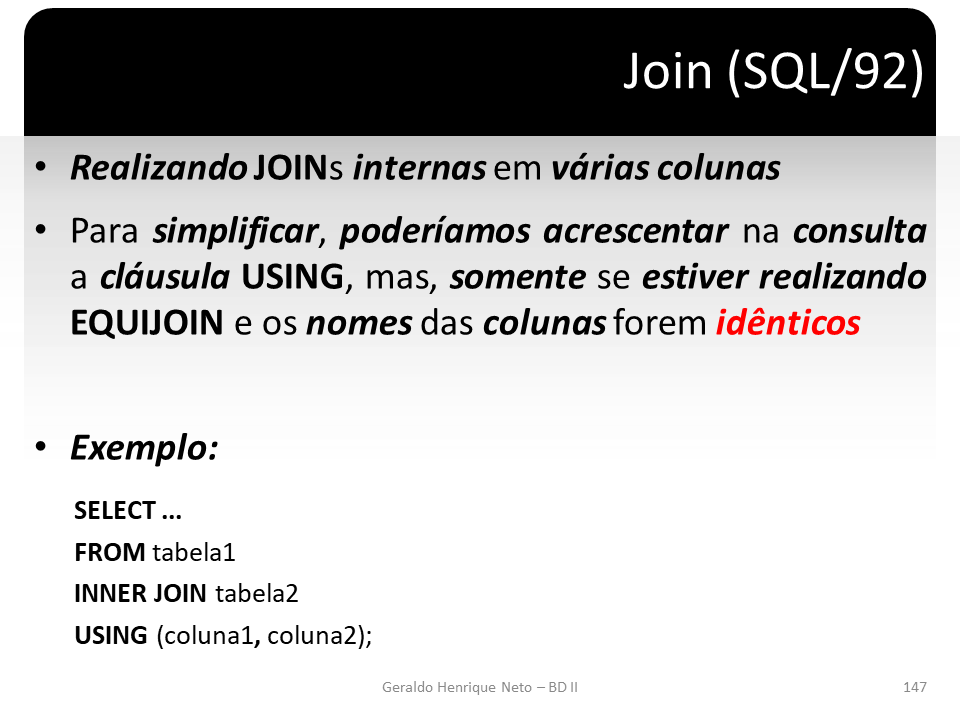 Join (SQL/92)
• Realizando JOINs internas em várias colunas
• Para simplificar, poderíamos acrescentar na consulta
a cláusula USING, mas, somente se estiver realizando
EQUIJOIN e os nomes das colunas forem idênticos
• Exemplo:
SELECT ...
FROM tabela1
INNER JOIN tabela2
USING (coluna1, coluna2);
Geraldo Henrique Neto – BD II
147